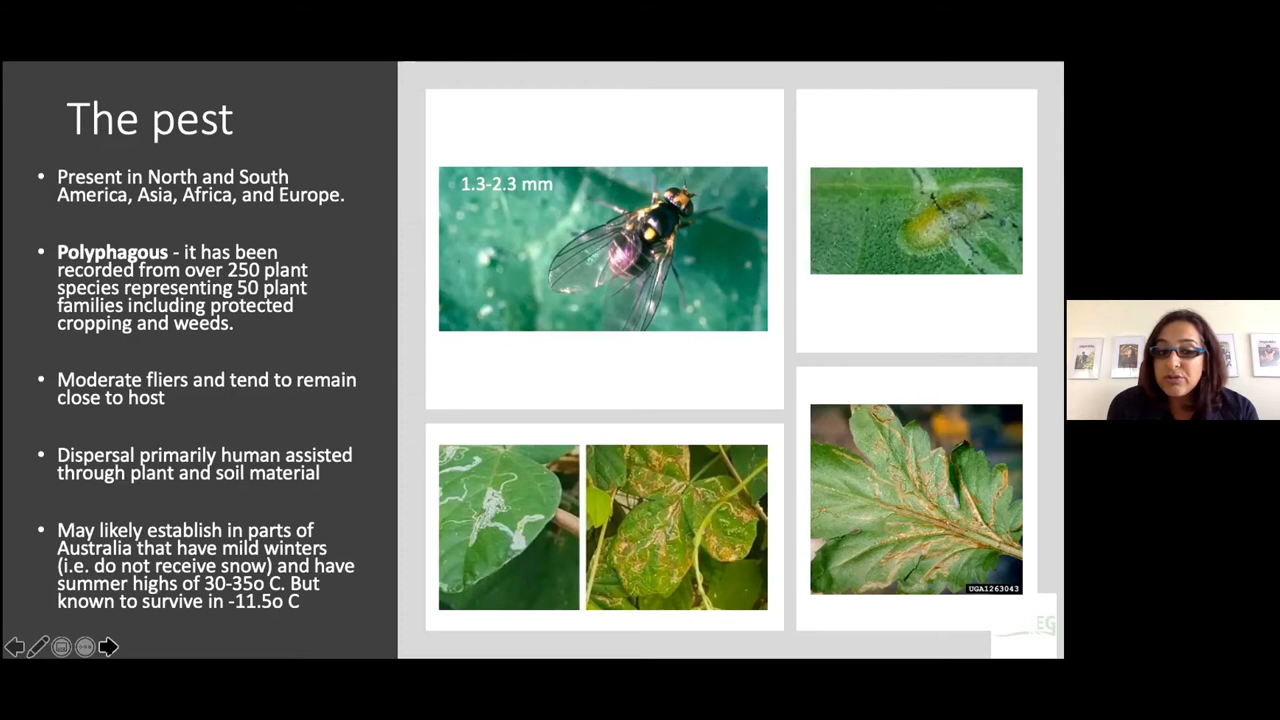 The pest
• Present in North and South
America, Asia, Africa, and Europe.
• Polyphagous - it has been
recorded from over 250 plant
species representing 50 plant
families including protected
cropping and weeds.
• Moderate fliers and tend to remain
close to host
• Dispersal primarily human assisted
through plant and soil material
• May likely establish in parts of
Australia that have mild winters
(i.e. do not receive snow) and have
summer highs of 30-35o C. But
known to survive in -11.5o C
1.3-2.3 mm
UGA1263043
EG